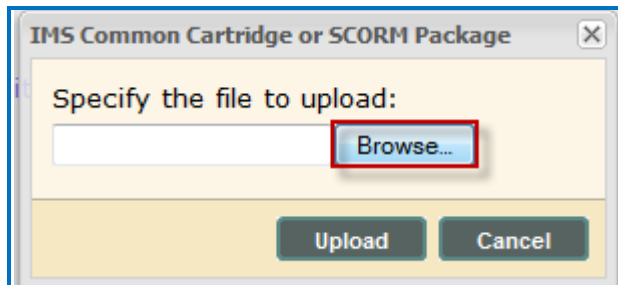 IMS Common Cartridge or SCORM Package
Specify the file to upload:
Browse...
Upload Cancel